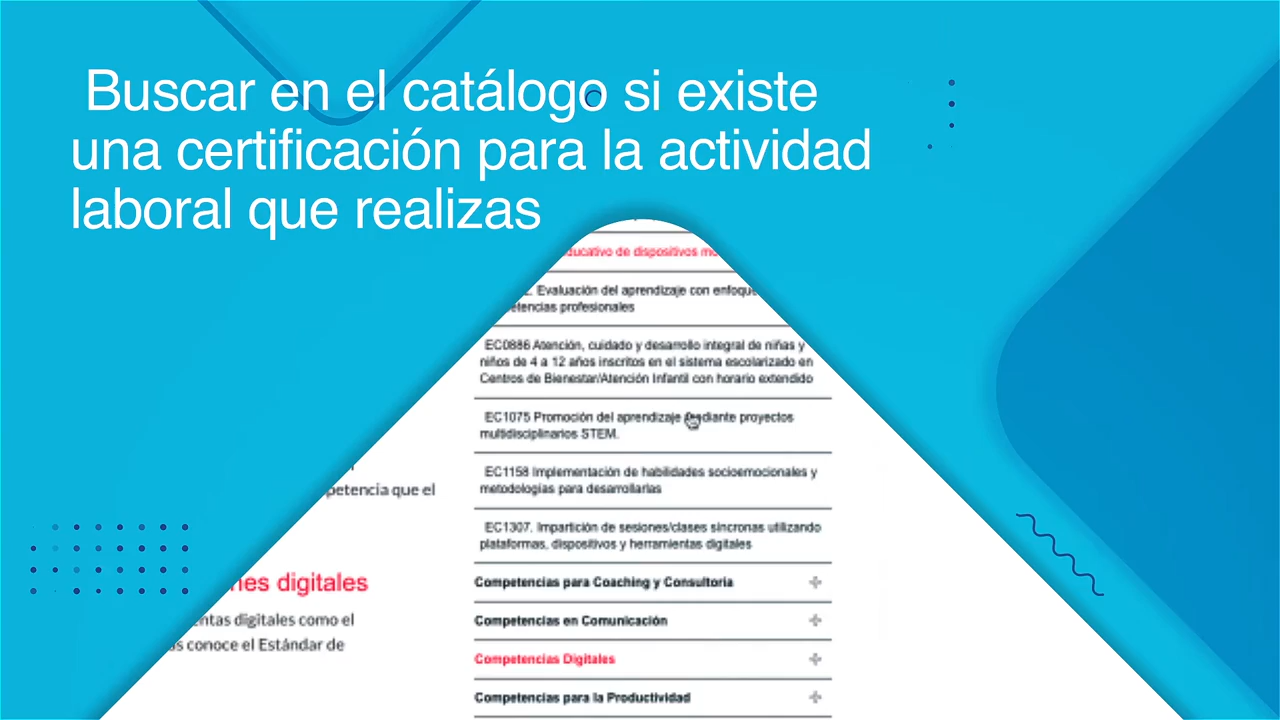 Buscar en el catálogo si existe
una certificación para la actividad
laboral que realizas
educativo de dispositivos
Evaluación del aprendizaje con enfoque
profesionales
EC0886 Atención, cuidado y desarrollo integral de niñas y
niños de 4 a 12 años inscritos en el sistema escolarizado en
Centros de Bienestar/Atención Infantil con horario extendido
EC1075 Promoción del aprendizaje mediante proyectos
multidisciplinarios STEM.
EC1158 Implementación de habilidades socioemocionales y
metodologías para desarrollarlas
que el
EC1307. Impartición de sesiones/clases síncronas utilizando
plataformas, dispositivos y herramientas digitales
digitales
Competencias para Coaching y Consultoría
digitales como el
Competencias en Comunicación
conoce el Estándar de
Competencias Digitales
Competencias para la Productividad